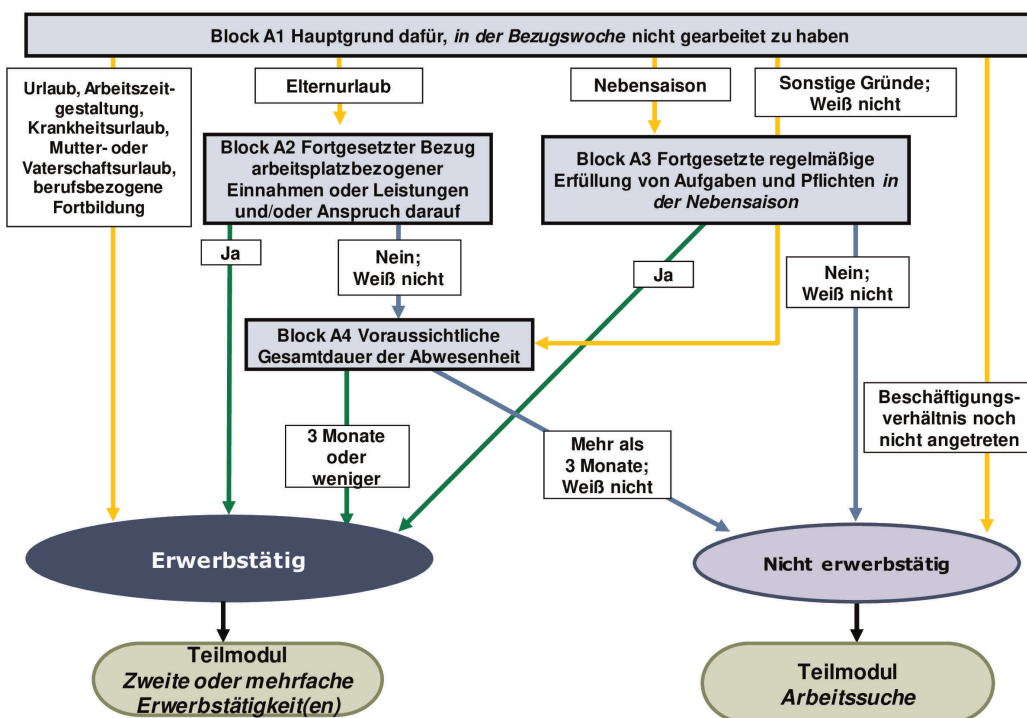 Block A1 Hauptgrund dafür, in der Bezugswoche nicht gearbeitet zu haben
Urlaub, Arbeitszeit-
gestaltung,
Krankheitsurlaub,
Mutter- oder
Vaterschaftsurlaub,
berufsbezogene
Fortbildung
Elternurlaub
Nebensaison
Sonstige Gründe;
Weiß nicht
Block A2 Fortgesetzter Bezug
arbeitsplatzbezogener
Einnahmen oder Leistungen
und/oder Anspruch darauf
Block A3 Fortgesetzte regelmäßige
Erfüllung von Aufgaben und Pflichten in
der Nebensaison
Ja
Nein;
Weiß nicht
Ja
Nein;
Weiß nicht
Block A4 Voraussichtliche
Gesamtdauer der Abwesenheit
Beschäftigungs-
verhältnis noch
nicht angetreten
3 Monate
oder
weniger
Mehr als
3 Monate;
Weiß nicht
Erwerbstätig
Nicht erwerbstätig
Teilmodul
Zweite oder mehrfache
Erwerbstätigkeit(en)
Teilmodul
Arbeitssuche